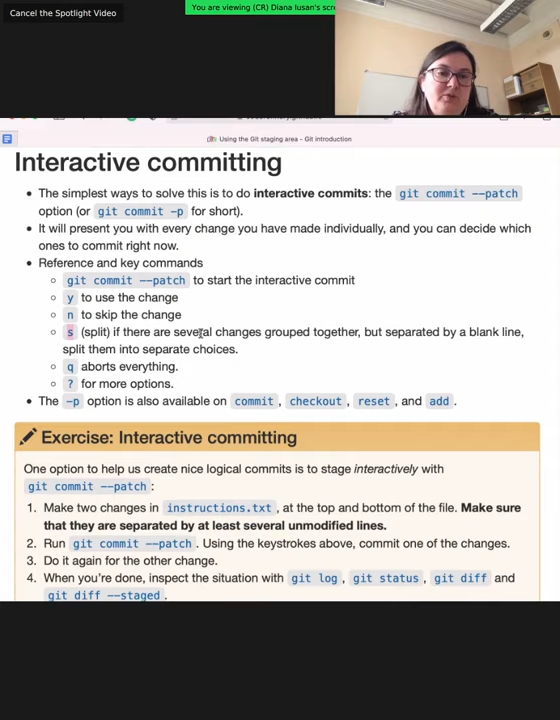 Cancel the Spotlight Video
You are viewing (CR) Diana Iusan's scre
Using the Git staging area - Git introduction
Interactive committing
• The simplest ways to solve this is to do interactive commits: the git commit --patch
option (or git commit -p for short).
• It will present you with every change you have made individually, and you can decide which
ones to commit right now.
• Reference and key commands
◦ git commit --patch to start the interactive commit
◦ y to use the change
◦ n to skip the change
◦ s (split) if there are several changes grouped together, but separated by a blank line,
split them into separate choices.
◦ q aborts everything.
◦ ? for more options.
• The -p option is also available on commit, checkout, reset, and add.
Exercise: Interactive committing
One option to help us create nice logical commits is to stage interactively with
git commit --patch:
1. Make two changes in instructions.txt, at the top and bottom of the file. Make sure
that they are separated by at least several unmodified lines.
2. Run git commit --patch. Using the keystrokes above, commit one of the changes.
3. Do it again for the other change.
4. When you're done, inspect the situation with git log, git status, git diff and
git diff --staged.